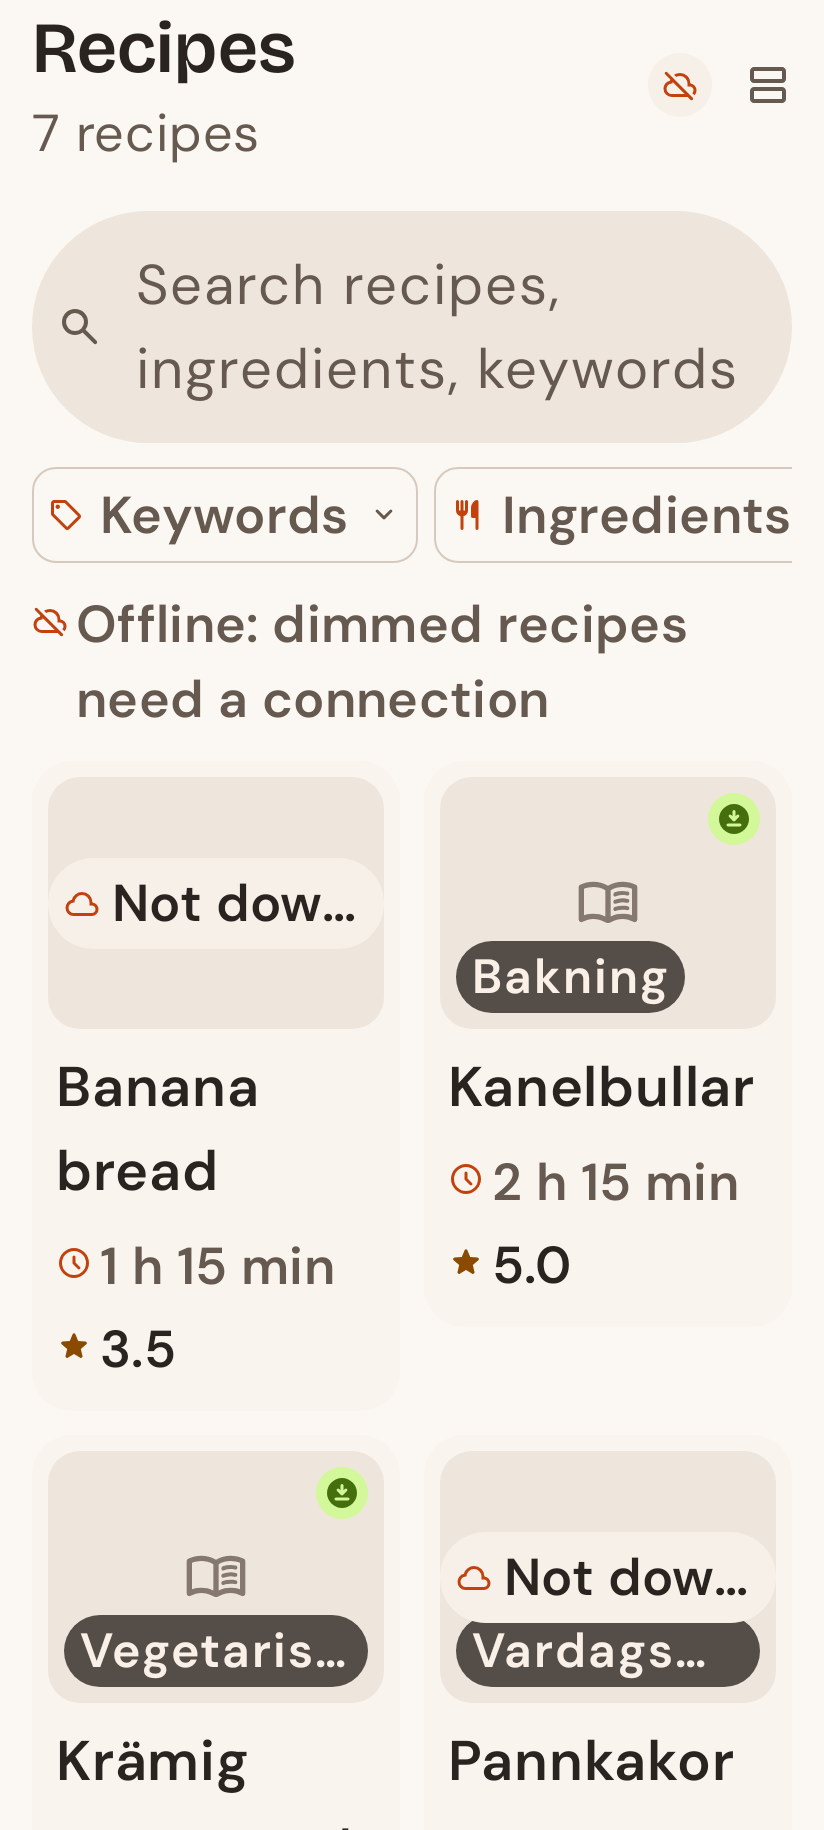 Recipes
7 recipes
Search recipes,
ingredients, keywords
Keywords
Ingredients
Offline: dimmed recipes
need a connection
Not dow...
Banana
bread
1 h 15 min
3.5
Bakning
Kanelbullar
2 h 15 min
5.0
Vegetaris...
Krämig
Not dow...
Vardags...
Pannkakor